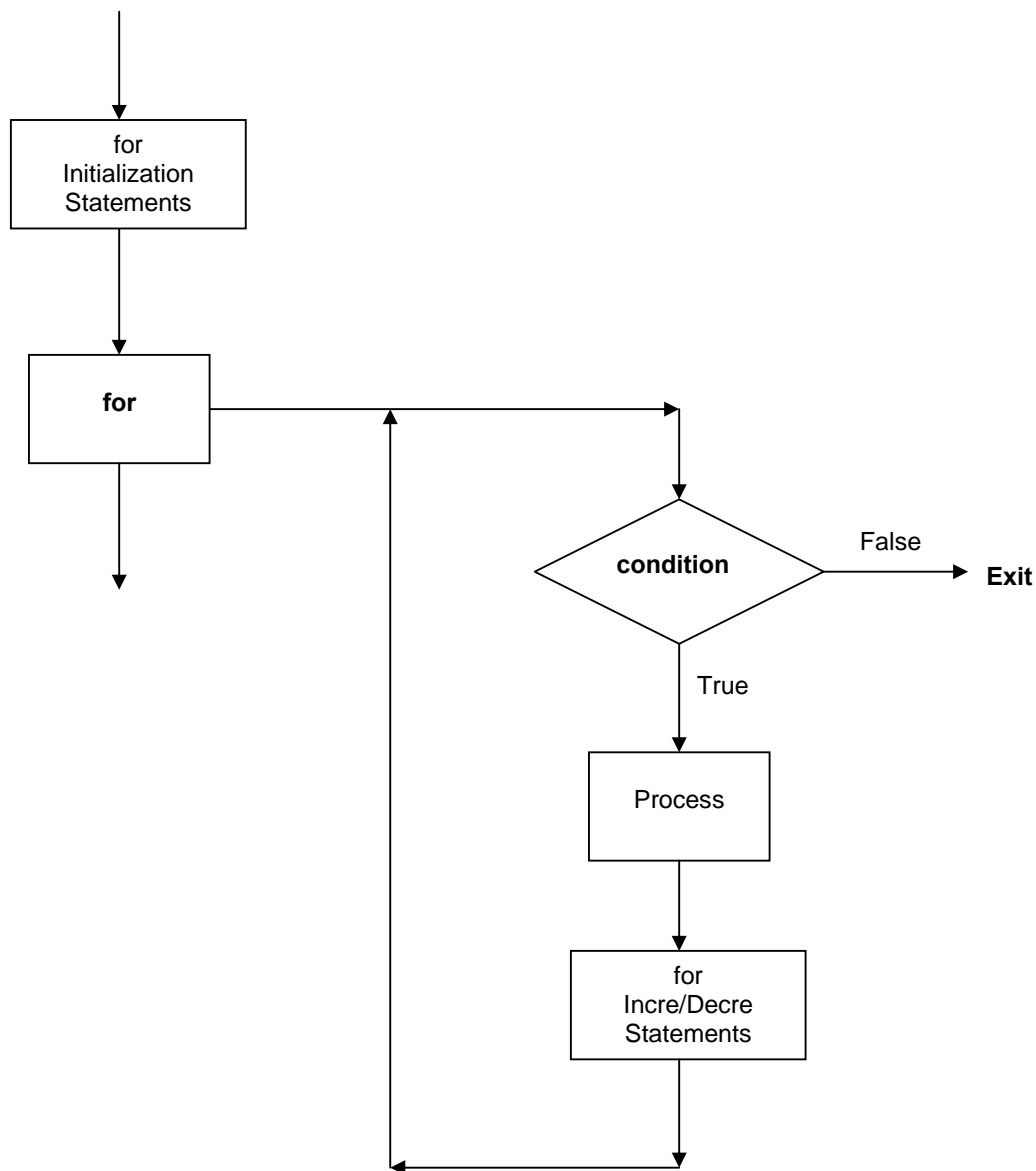 for
Initialization
Statements
for
condition
False
Exit
True
Process
for
Incre/Decre
Statements